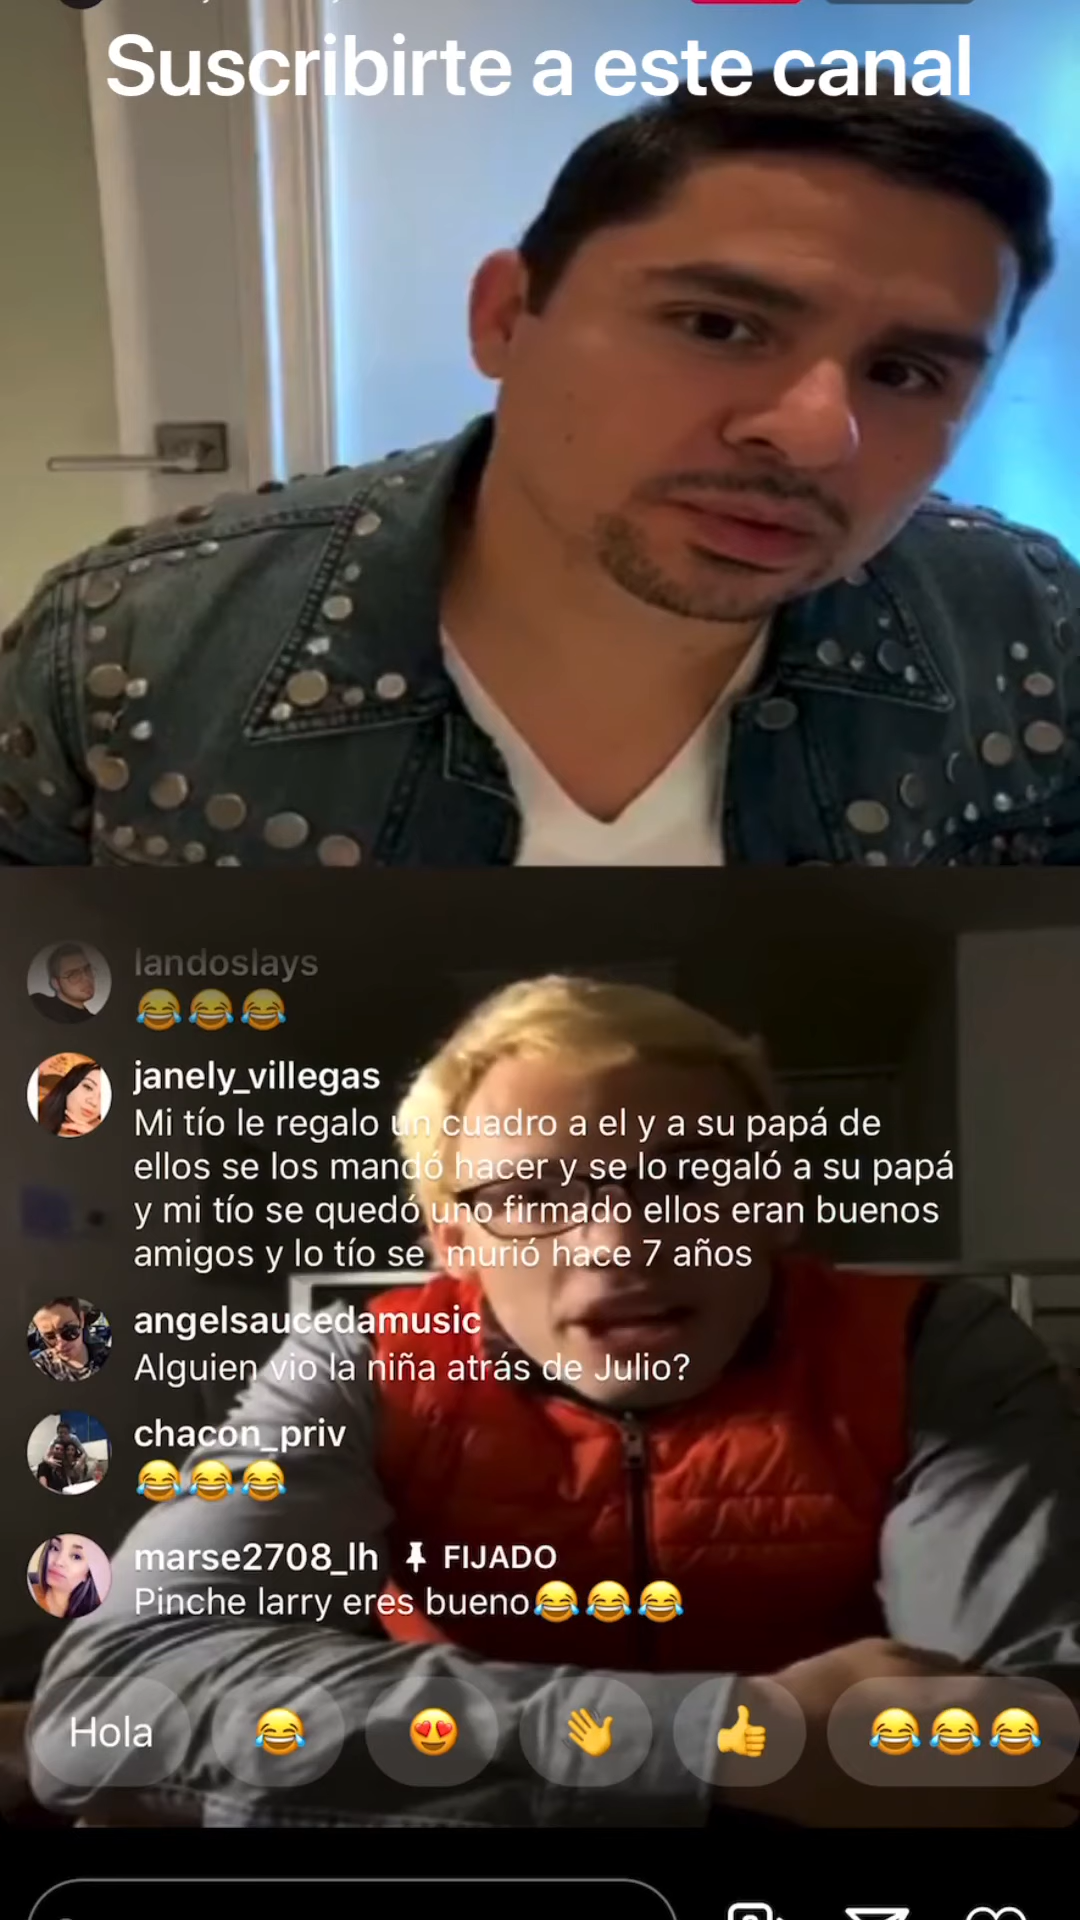 Suscribirte a este canal
landoslays
😂😂😂
janely_villegas
Mi tío le regalo un cuadro a el y a su papá de
ellos se los mandó hacer y se lo regaló a su papá
y mi tío se quedó uno firmado ellos eran buenos
amigos y lo tío se murió hace 7 años
angelsaucedamusic
Alguien vio la niña atrás de Julio?
chacon_priv
😂😂😂
marse2708_lh FIJADO
Pinche larry eres bueno😂😂😂
Hola 😂 😍 👋 👍 😂😂😂